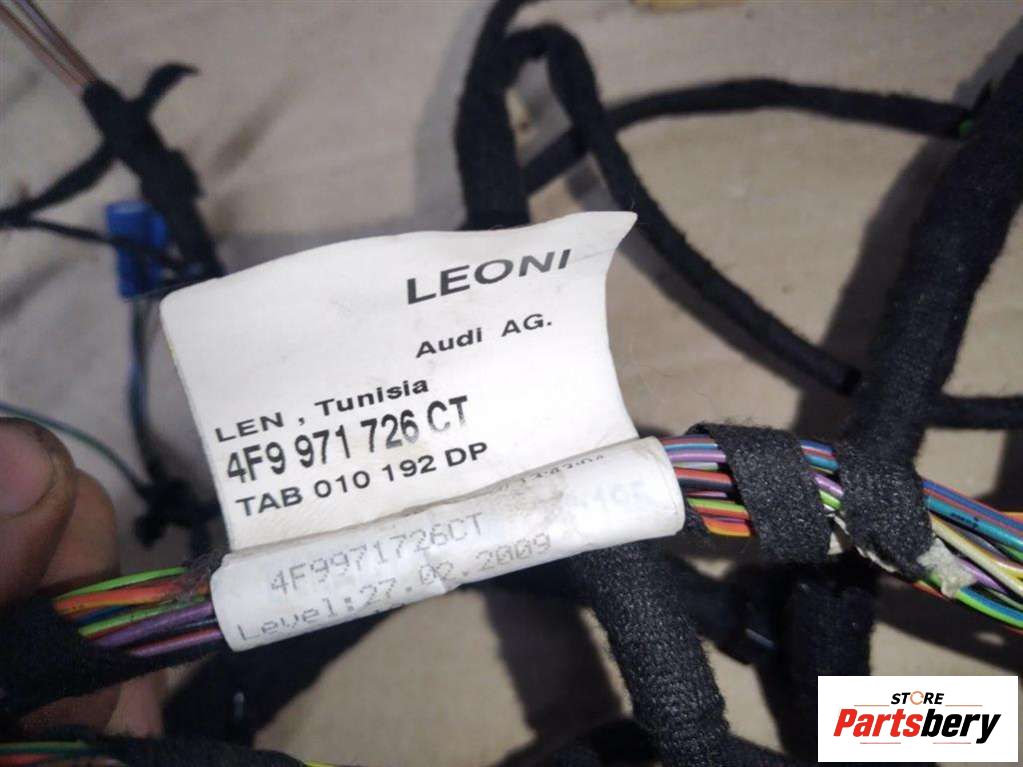 LEONI
Audi AG.
LEN , Tunisia
4F9 971 726 CT
TAB 010 192 DP
4F9971726CT
Level:27.02.2009
STORE
Partsbery